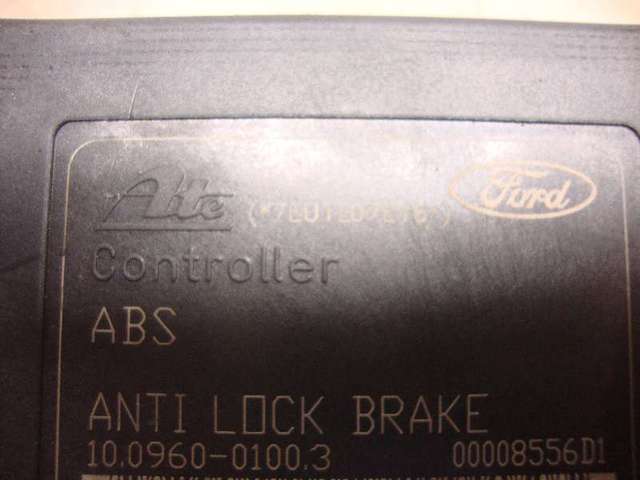 Ate Ford
Controller
ABS
ANTI LOCK BRAKE
10.0960-0100.3 00008556D1